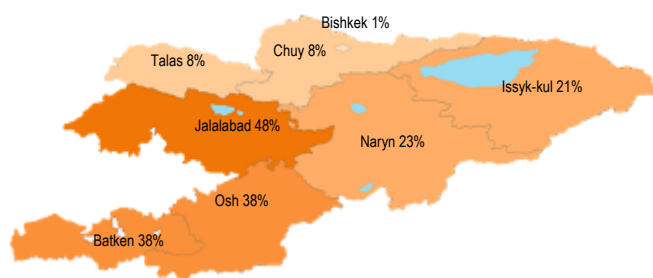 Bishkek 1%
Talas 8%
Chuy 8%
Issyk-kul 21%
Jalalabad 48%
Naryn 23%
Osh 38%
Batken 38%